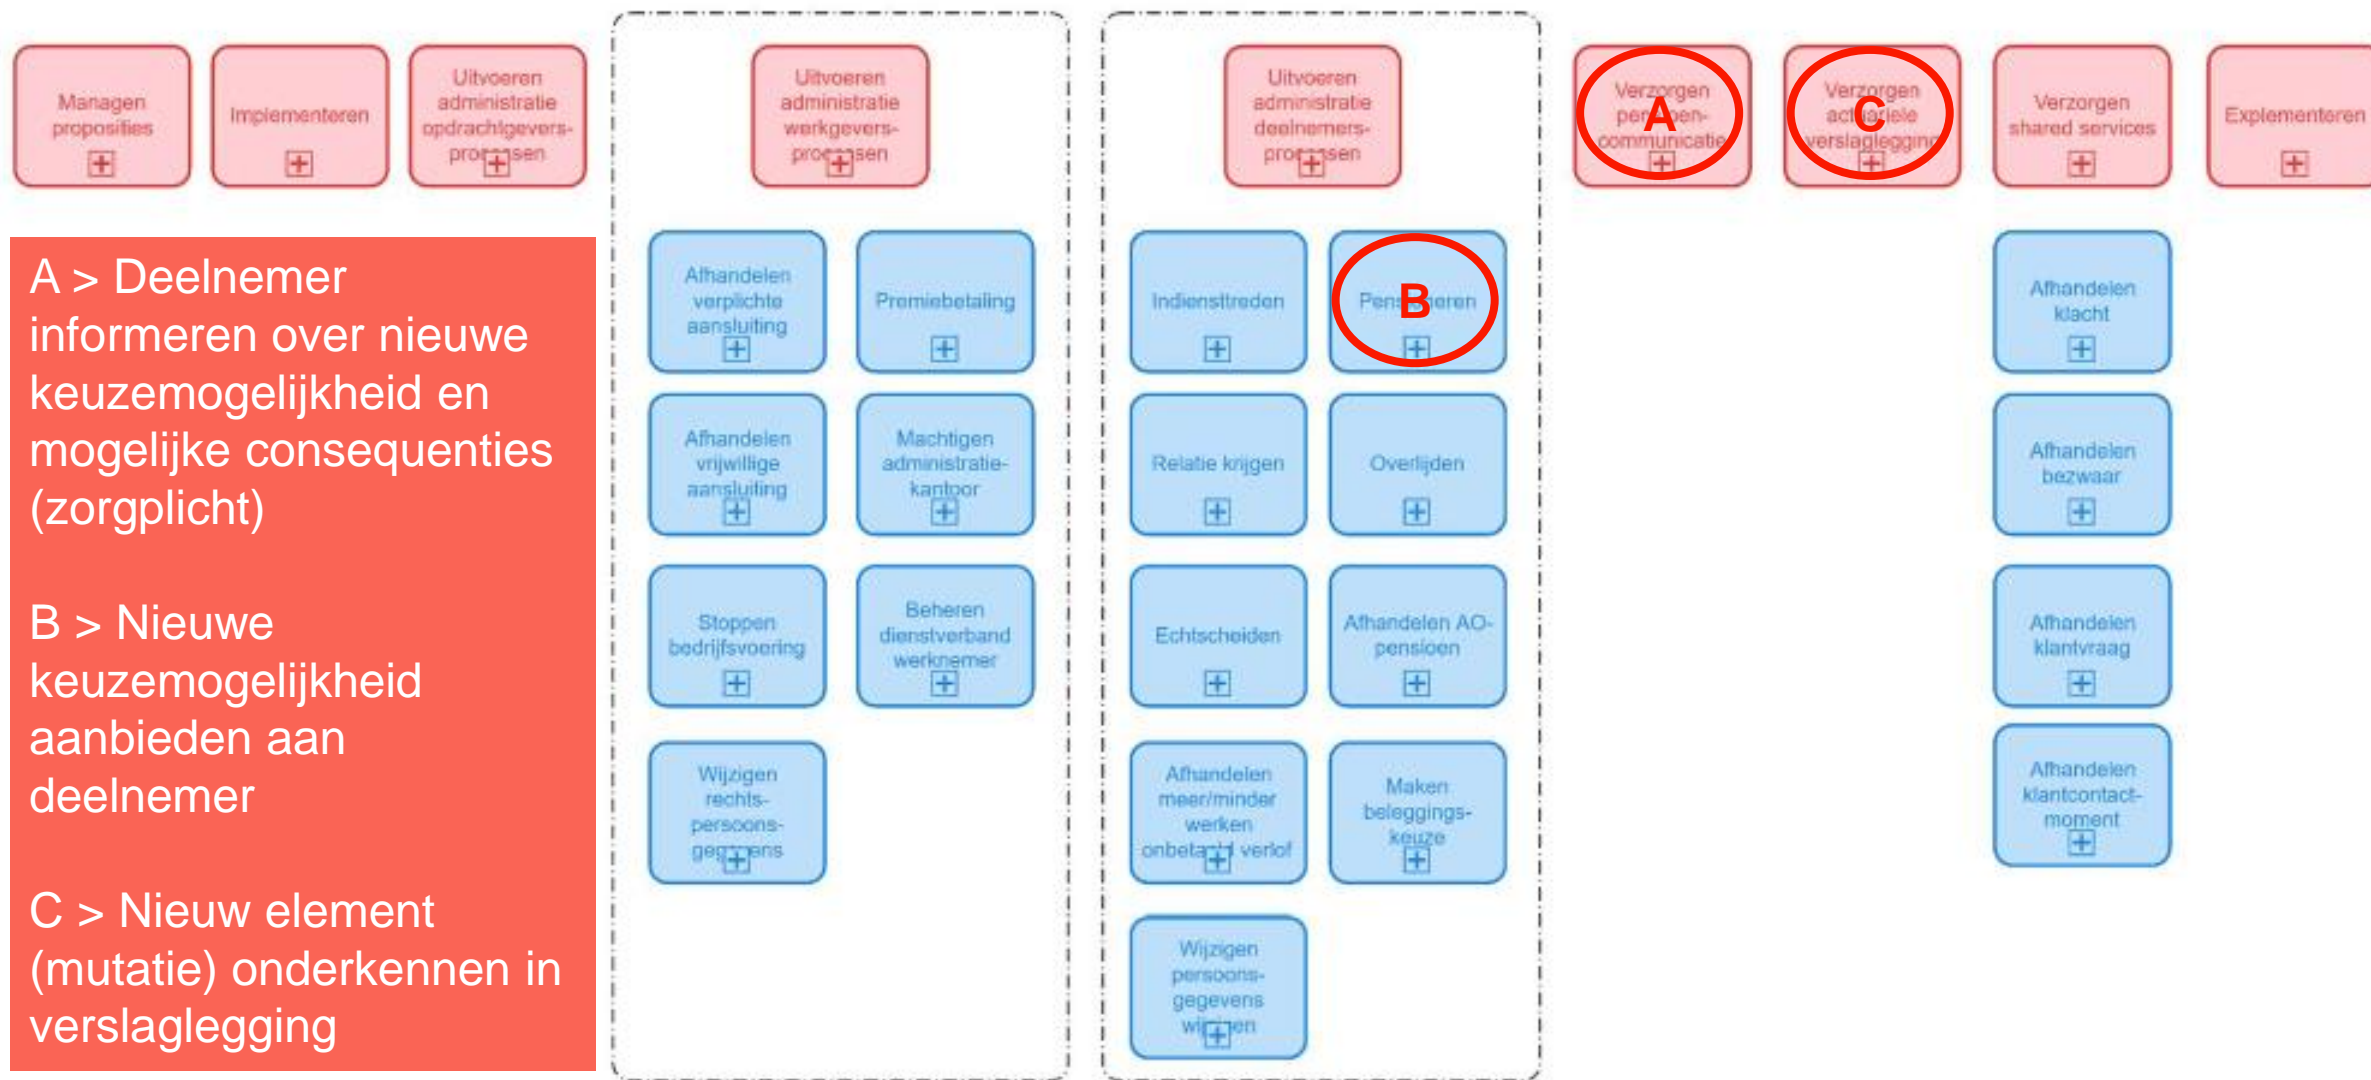 Managen
proposities
Implementeren
Uitvoeren
administratie
opdrachtgevers-
processen
Uitvoeren
administratie
werkgevers-
processen
Uitvoeren
administratie
deelnemers-
processen
Verzorgen
pensioen-
communicatie
A
Verzorgen
actuariele
verslaglegging
C
Verzorgen
shared services
Explementeren
A > Deelnemer
informeren over nieuwe
keuzemogelijkheid en
mogelijke consequenties
(zorgplicht)
B > Nieuwe
keuzemogelijkheid
aanbieden aan
deelnemer
C > Nieuw element
(mutatie) onderkennen in
verslaglegging
Afhandelen
verplichte
aansluiting
Premiebetaling
Afhandelen
vrijwillige
aansluiting
Machtigen
administratie-
kantoor
Stoppen
bedrijfsvoering
Beheren
dienstverband
werknemer
Wijzigen
rechts-
persoons-
gegevens
Indiensttreden
Pensioneren
B
Relatie krijgen
Overlijden
Echtscheiden
Afhandelen AO-
pensioen
Afhandelen
meer/minder
werken
onbetaald verlof
Maken
beleggings-
keuze
Wijzigen
persoons-
gegevens
wijzigen
Afhandelen
klacht
Afhandelen
bezwaar
Afhandelen
klantvraag
Afhandelen
klantcontact-
moment